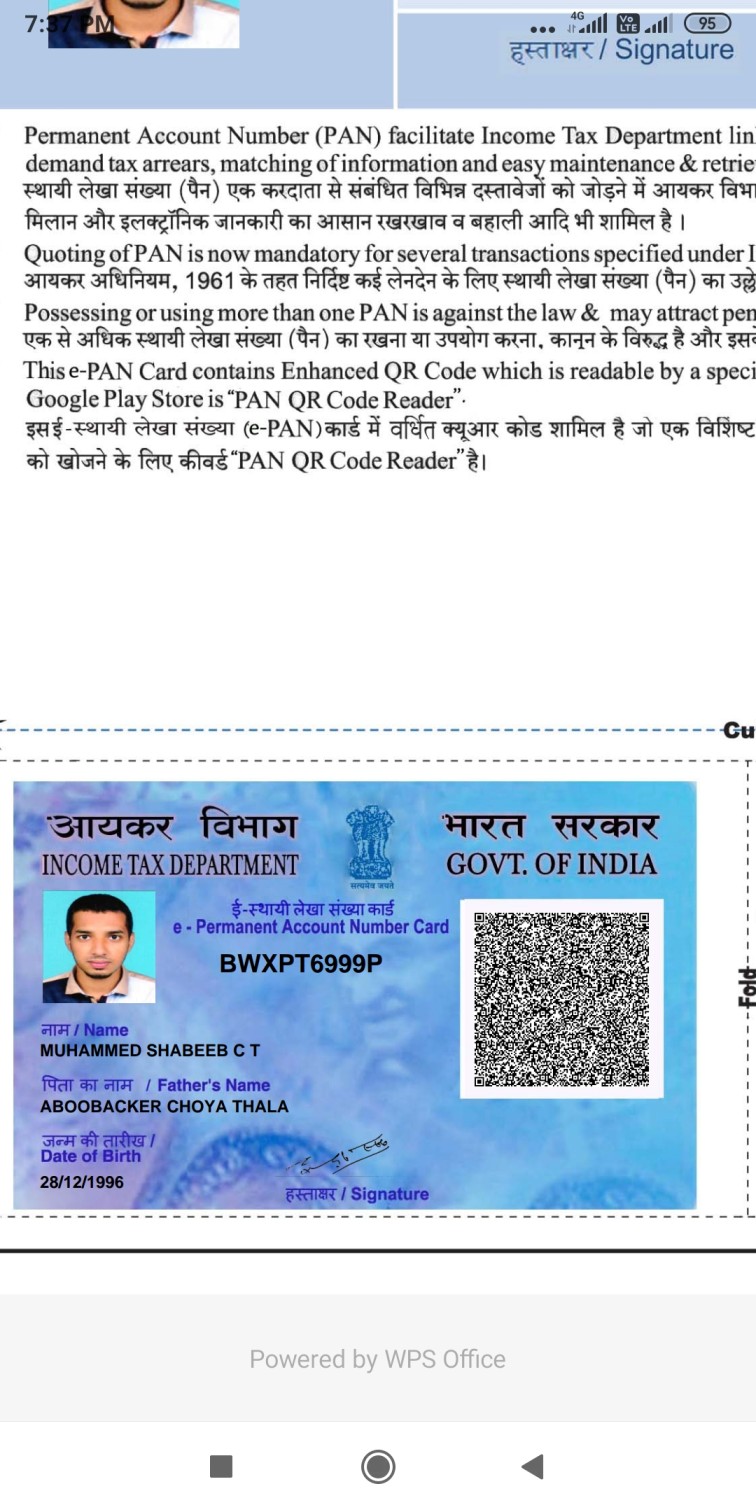 7:37 PM
4G Vo LTE 95
हस्ताक्षर / Signature
Permanent Account Number (PAN) facilitate Income Tax Department lin
demand tax arrears, matching of information and easy maintenance & retrie
स्थायी लेखा संख्या (पैन) एक करदाता से संबंधित विभिन्न दस्तावेजों को जोड़ने में आयकर विभा
मिलान और इलक्ट्रॉनिक जानकारी का आसान रखरखाव व बहाली आदि भी शामिल है ।
Quoting of PAN is now mandatory for several transactions specified under I
आयकर अधिनियम, 1961 के तहत निर्दिष्ट कई लेनदेन के लिए स्थायी लेखा संख्या (पैन) का उल्ले
Possessing or using more than one PAN is against the law & may attract pen
एक से अधिक स्थायी लेखा संख्या (पैन) का रखना या उपयोग करना, कानून के विरुद्ध है और इसके
This e-PAN Card contains Enhanced QR Code which is readable by a speci
Google Play Store is “PAN QR Code Reader”.
इसई-स्थायी लेखा संख्या (e-PAN) कार्ड में वर्धित क्यूआर कोड शामिल है जो एक विशिष्ट
को खोजने के लिए कीवर्ड “PAN QR Code Reader” है।
Cu
आयकर विभाग भारत सरकार
INCOME TAX DEPARTMENT GOVT. OF INDIA
सत्यमेव जयते
ई-स्थायी लेखा संख्या कार्ड
e - Permanent Account Number Card
BWXPT6999P
Fold
नाम / Name
MUHAMMED SHABEEB C T
पिता का नाम / Father's Name
ABOOBACKER CHOYA THALA
जन्म की तारीख /
Date of Birth
28/12/1996
हस्ताक्षर / Signature
Powered by WPS Office